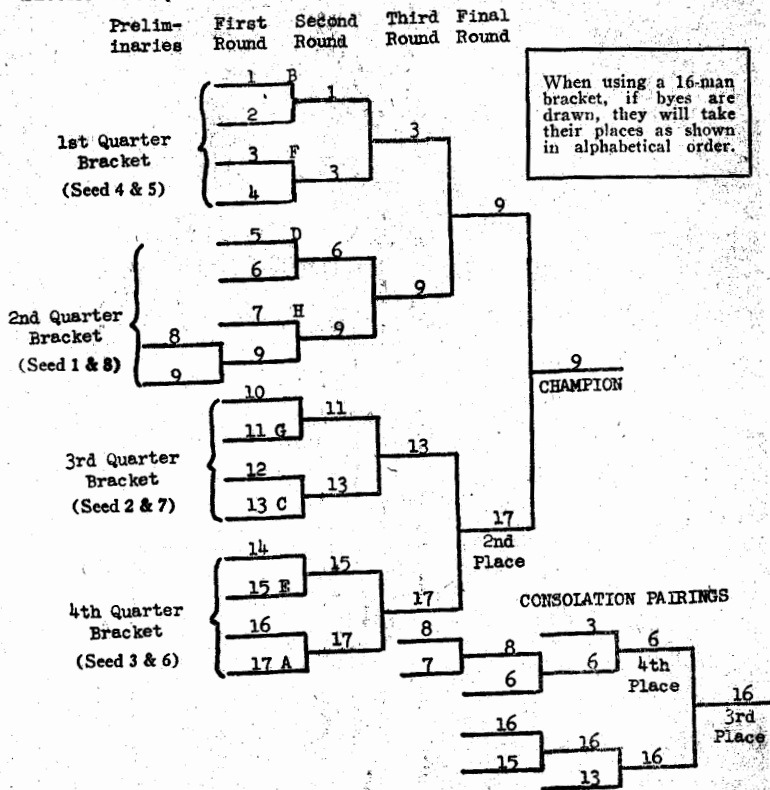 Prelim- First Second Third Final
inaries Round Round Round Round
When using a 16-man
bracket, if byes are
drawn, they will take
their places as shown
in alphabetical order.
1 B
1
2
1st Quarter
Bracket
(Seed 4 & 5)
3
3 F
3
4
9
5 D
6
6
9
2nd Quarter
Bracket
(Seed 1 & 8)
7 H
8
9
9
9
9
CHAMPION
10
11
11 G
3rd Quarter
Bracket
(Seed 2 & 7)
13
12
13
13 C
17
2nd
Place
14
15
15 E
4th Quarter
Bracket
(Seed 3 & 6)
17
16
17
17 A
CONSOLATION PAIRINGS
8
7
8
6
3
6
6
4th
Place
16
3rd
Place
16
15
16
13
16